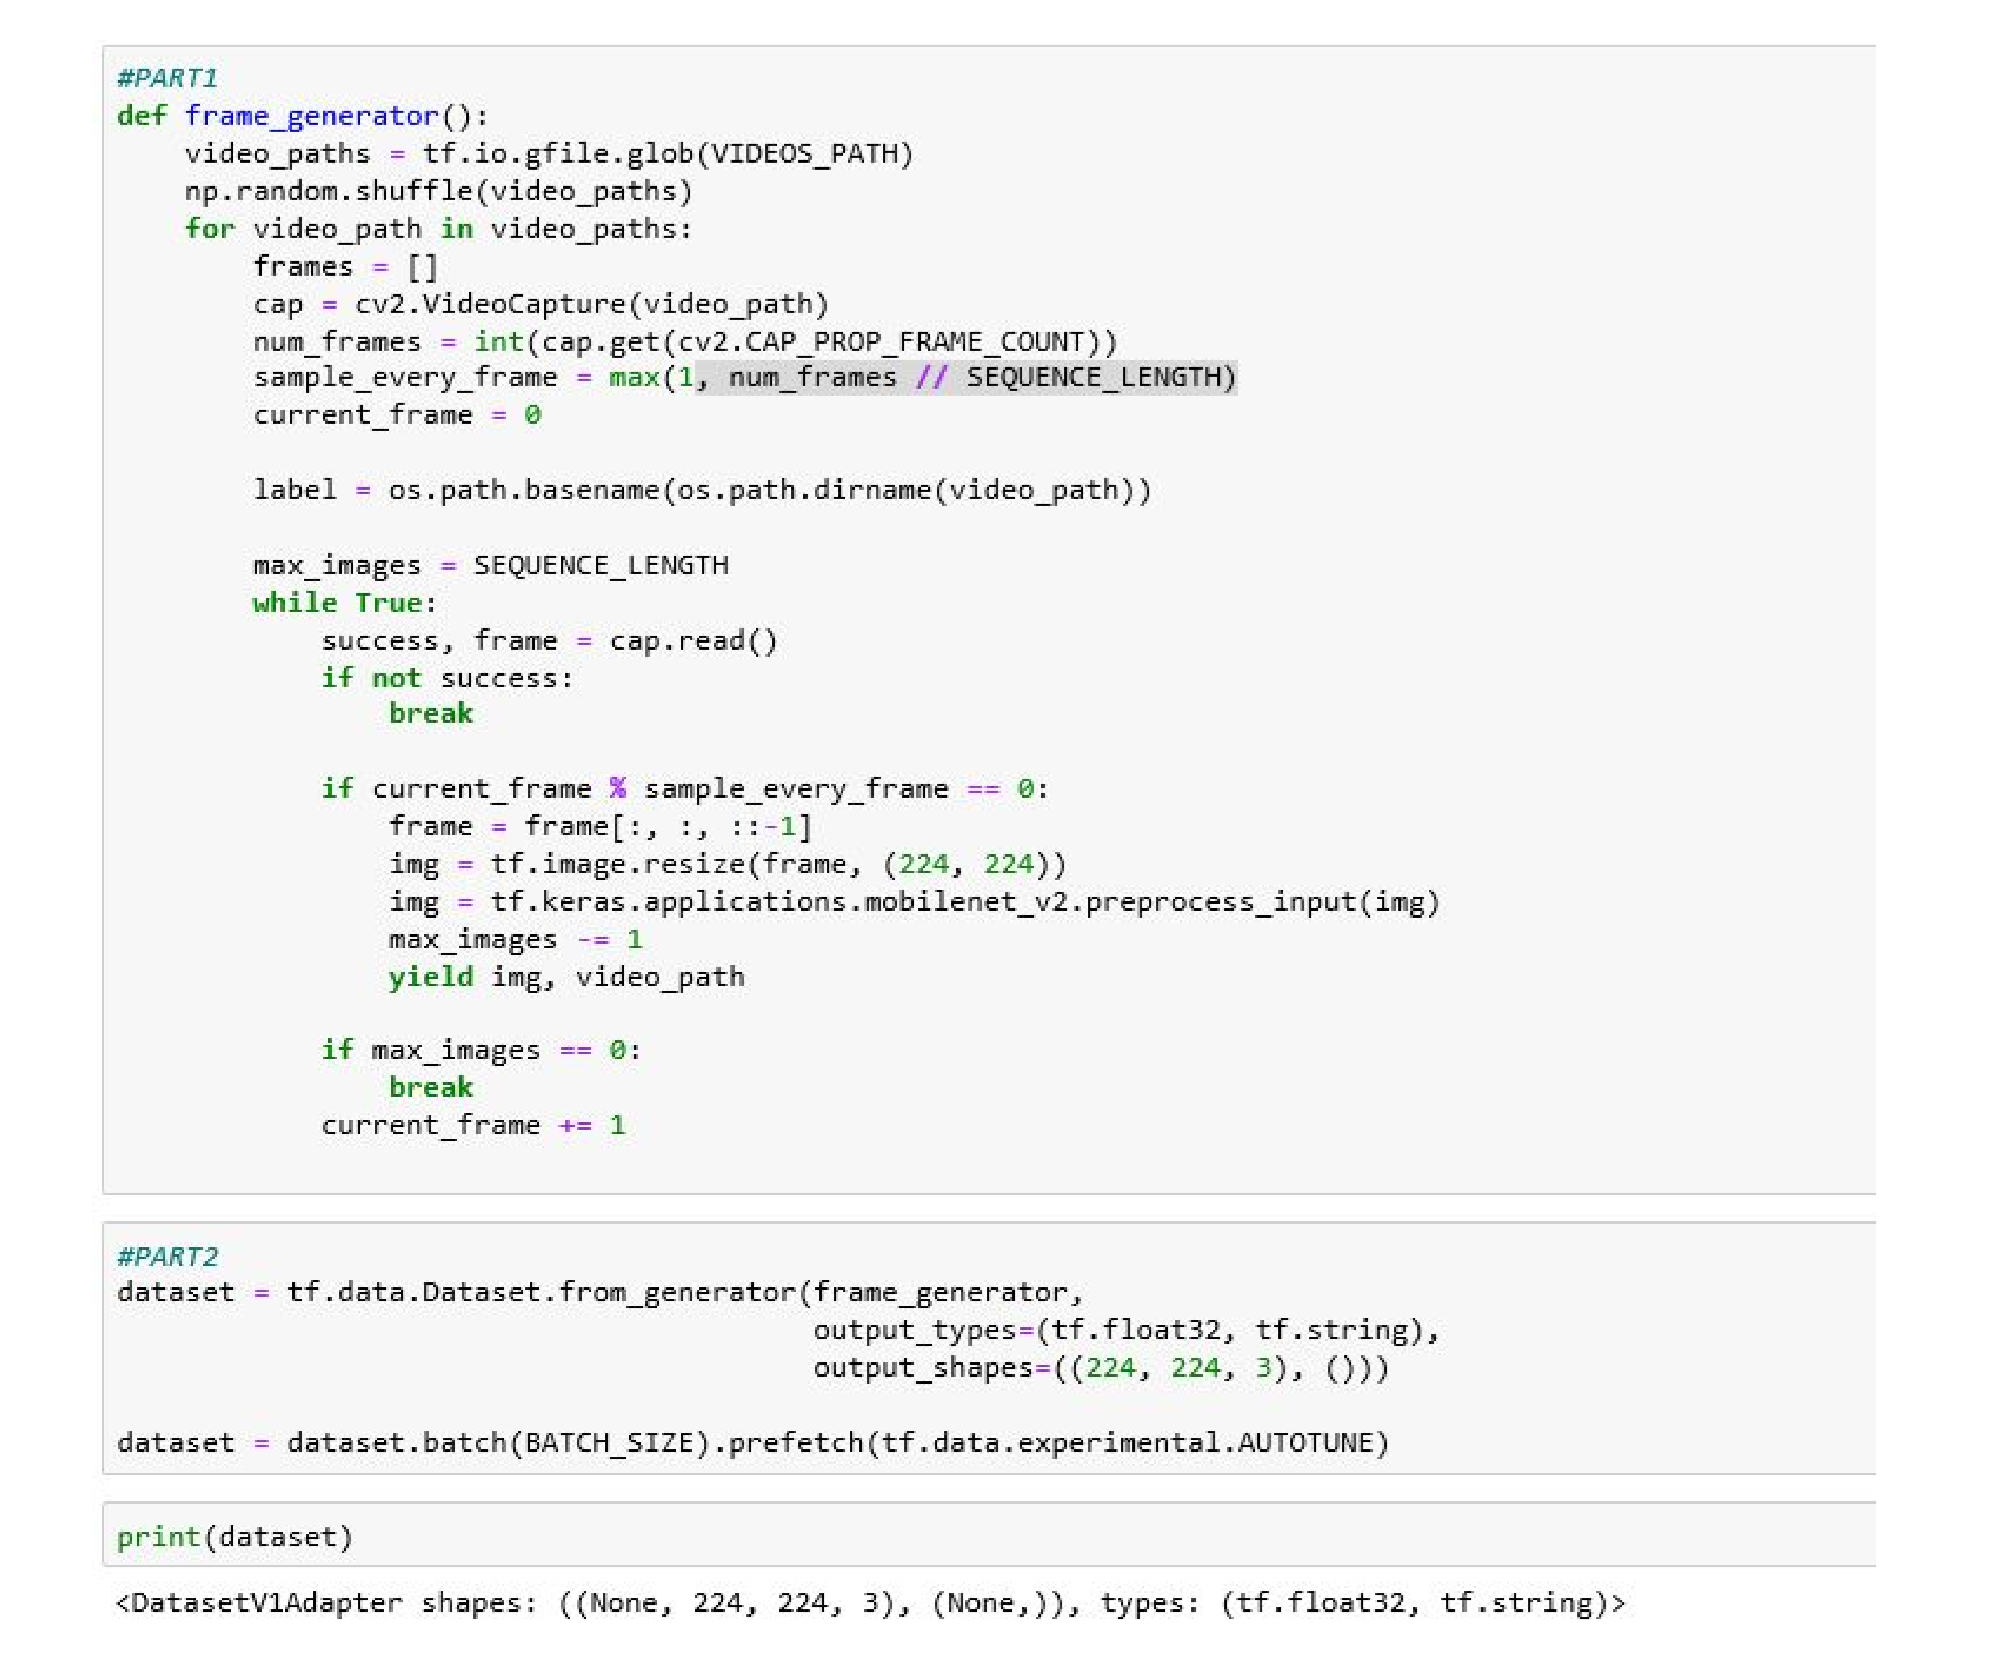 #PART1
def frame_generator():
    video_paths = tf.io.gfile.glob(VIDEOS_PATH)
    np.random.shuffle(video_paths)
    for video_path in video_paths:
        frames = []
        cap = cv2.VideoCapture(video_path)
        num_frames = int(cap.get(cv2.CAP_PROP_FRAME_COUNT))
        sample_every_frame = max(1, num_frames // SEQUENCE_LENGTH)
        current_frame = 0
        label = os.path.basename(os.path.dirname(video_path))
        max_images = SEQUENCE_LENGTH
        while True:
            success, frame = cap.read()
            if not success:
                break
            if current_frame % sample_every_frame == 0:
                frame = frame[:, :, ::-1]
                img = tf.image.resize(frame, (224, 224))
                img = tf.keras.applications.mobilenet_v2.preprocess_input(img)
                max_images -= 1
                yield img, video_path
            if max_images == 0:
                break
            current_frame += 1
#PART2
dataset = tf.data.Dataset.from_generator(frame_generator,
                                         output_types=(tf.float32, tf.string),
                                         output_shapes=((224, 224, 3), ()))
dataset = dataset.batch(BATCH_SIZE).prefetch(tf.data.experimental.AUTOTUNE)
print(dataset)
<DatasetV1Adapter shapes: ((None, 224, 224, 3), (None,)), types: (tf.float32, tf.string)>